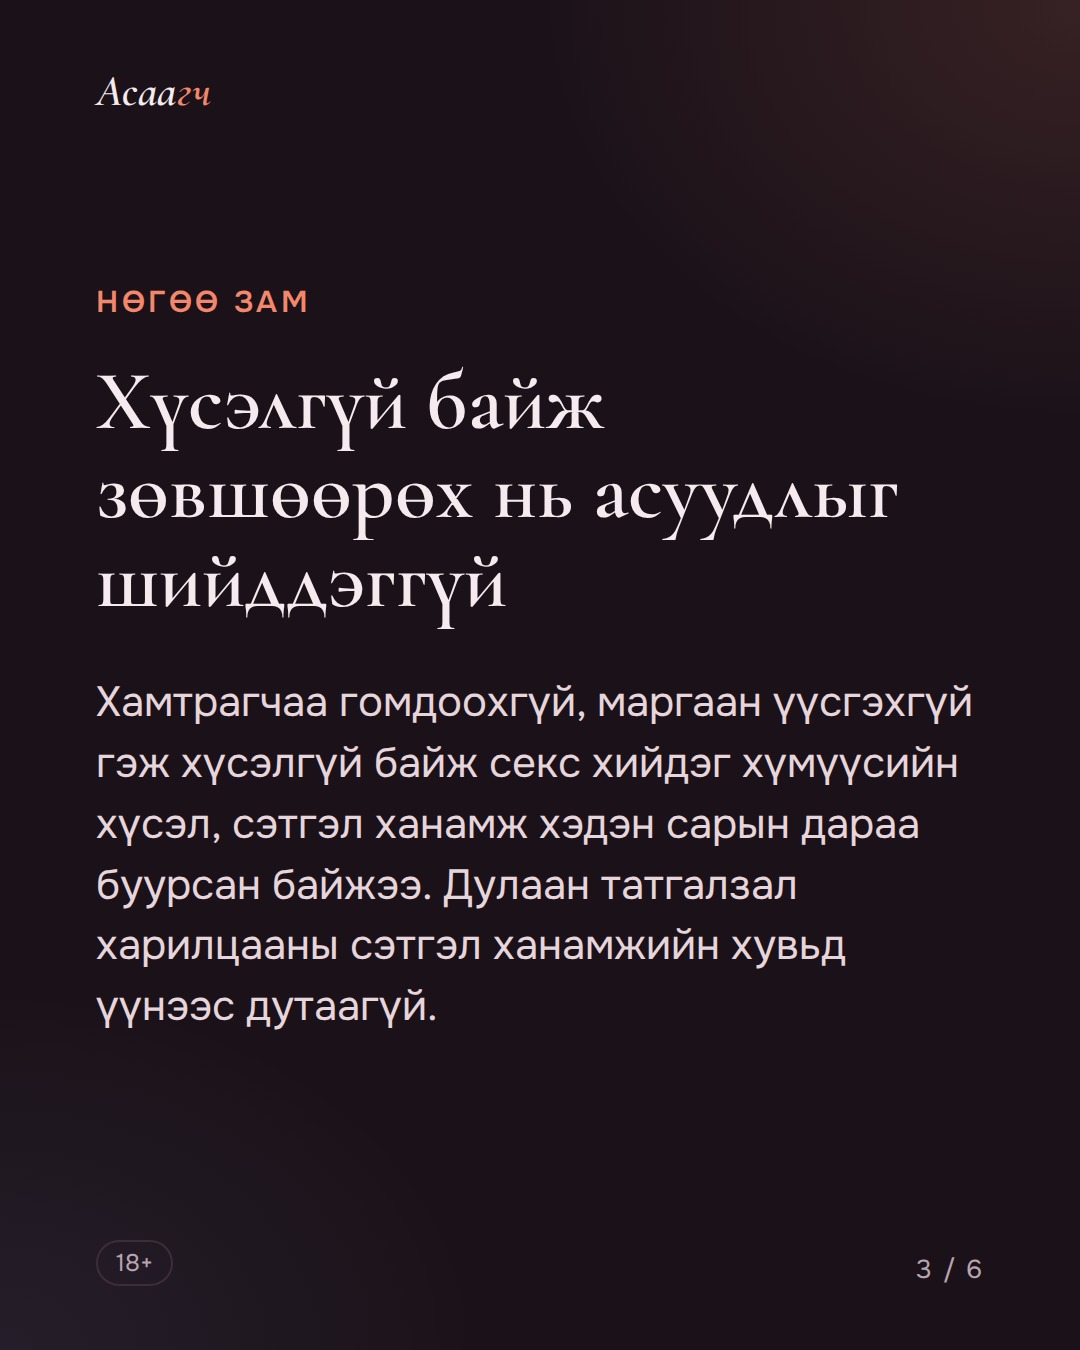 Асаагч
НӨГӨӨ ЗАМ
Хүсэлгүй байж
зөвшөөрөх нь асуудлыг
шийддэггүй
Хамтрагчаа гомдоохгүй, маргаан үүсгэхгүй
гэж хүсэлгүй байж секс хийдэг хүмүүсийн
хүсэл, сэтгэл ханамж хэдэн сарын дараа
буурсан байжээ. Дулаан татгалзал
харилцааны сэтгэл ханамжийн хувьд
үүнээс дутаагүй.
18+
3 / 6